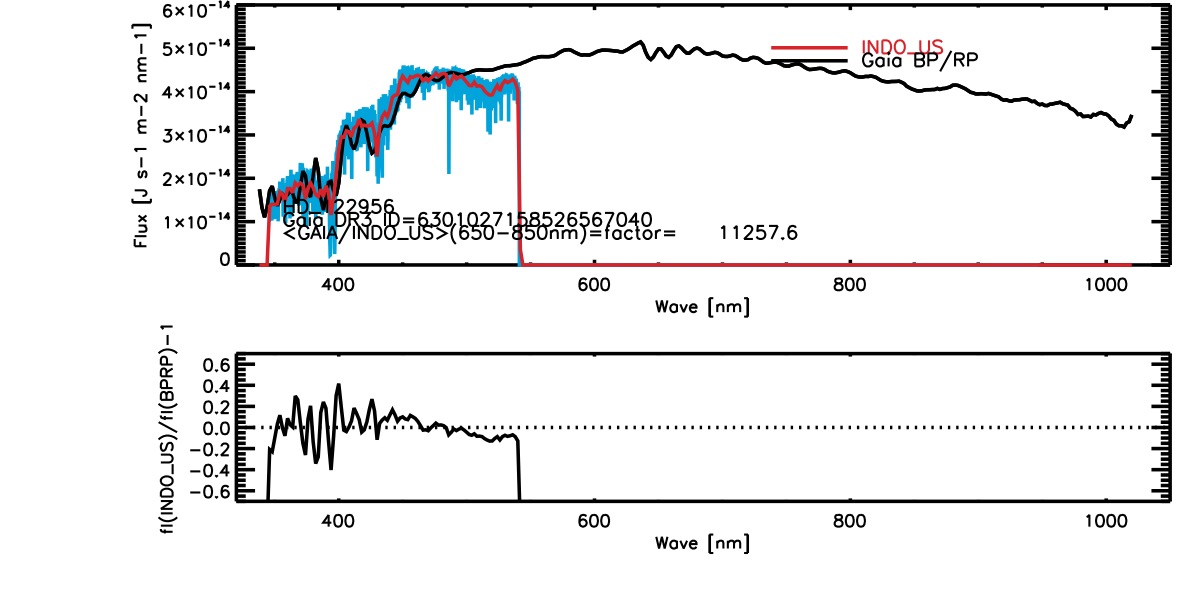 6×10−14
5×10−14
4×10−14
3×10−14
2×10−14
1×10−14
0
Flux [J s−1 m−2 nm−1]
INDO_US
Gaia BP/RP
22956
Gaia DR3 ID=6301027158526567040
<GAIA/INDO_US>(650−850nm)=factor= 11257.6
400 600 800 1000
Wave [nm]
0.6
0.4
0.2
0.0
−0.2
−0.4
−0.6
fl(INDO_US)/fl(BPRP)−1
400 600 800 1000
Wave [nm]